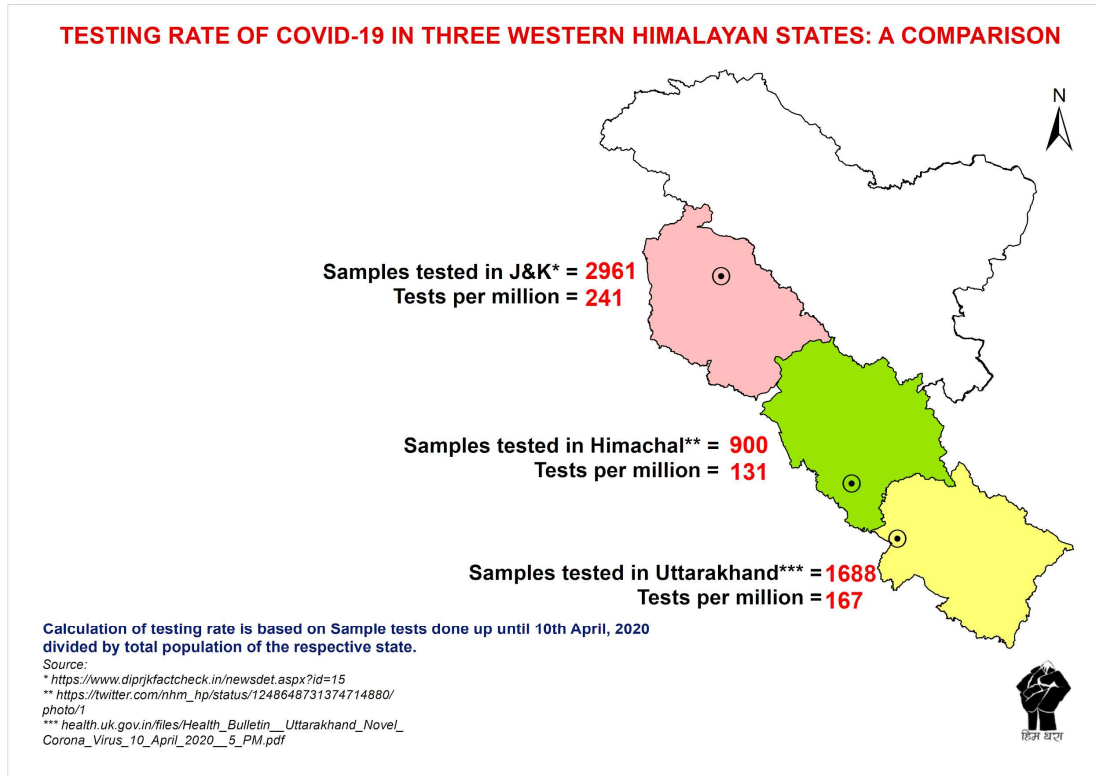 TESTING RATE OF COVID-19 IN THREE WESTERN HIMALAYAN STATES: A COMPARISON
N
Samples tested in J&K* = 2961
Tests per million = 241
Samples tested in Himachal** = 900
Tests per million = 131
Samples tested in Uttarakhand*** = 1688
Tests per million = 167
Calculation of testing rate is based on Sample tests done up until 10th April, 2020
divided by total population of the respective state.
Source:
* https://www.diprjkfactcheck.in/newsdet.aspx?id=15
** https://twitter.com/nhm_hp/status/1248648731374714880/
photo/1
*** health.uk.gov.in/files/Health_Bulletin__Uttarakhand_Novel_
Corona_Virus_10_April_2020__5_PM.pdf
हिम धरा